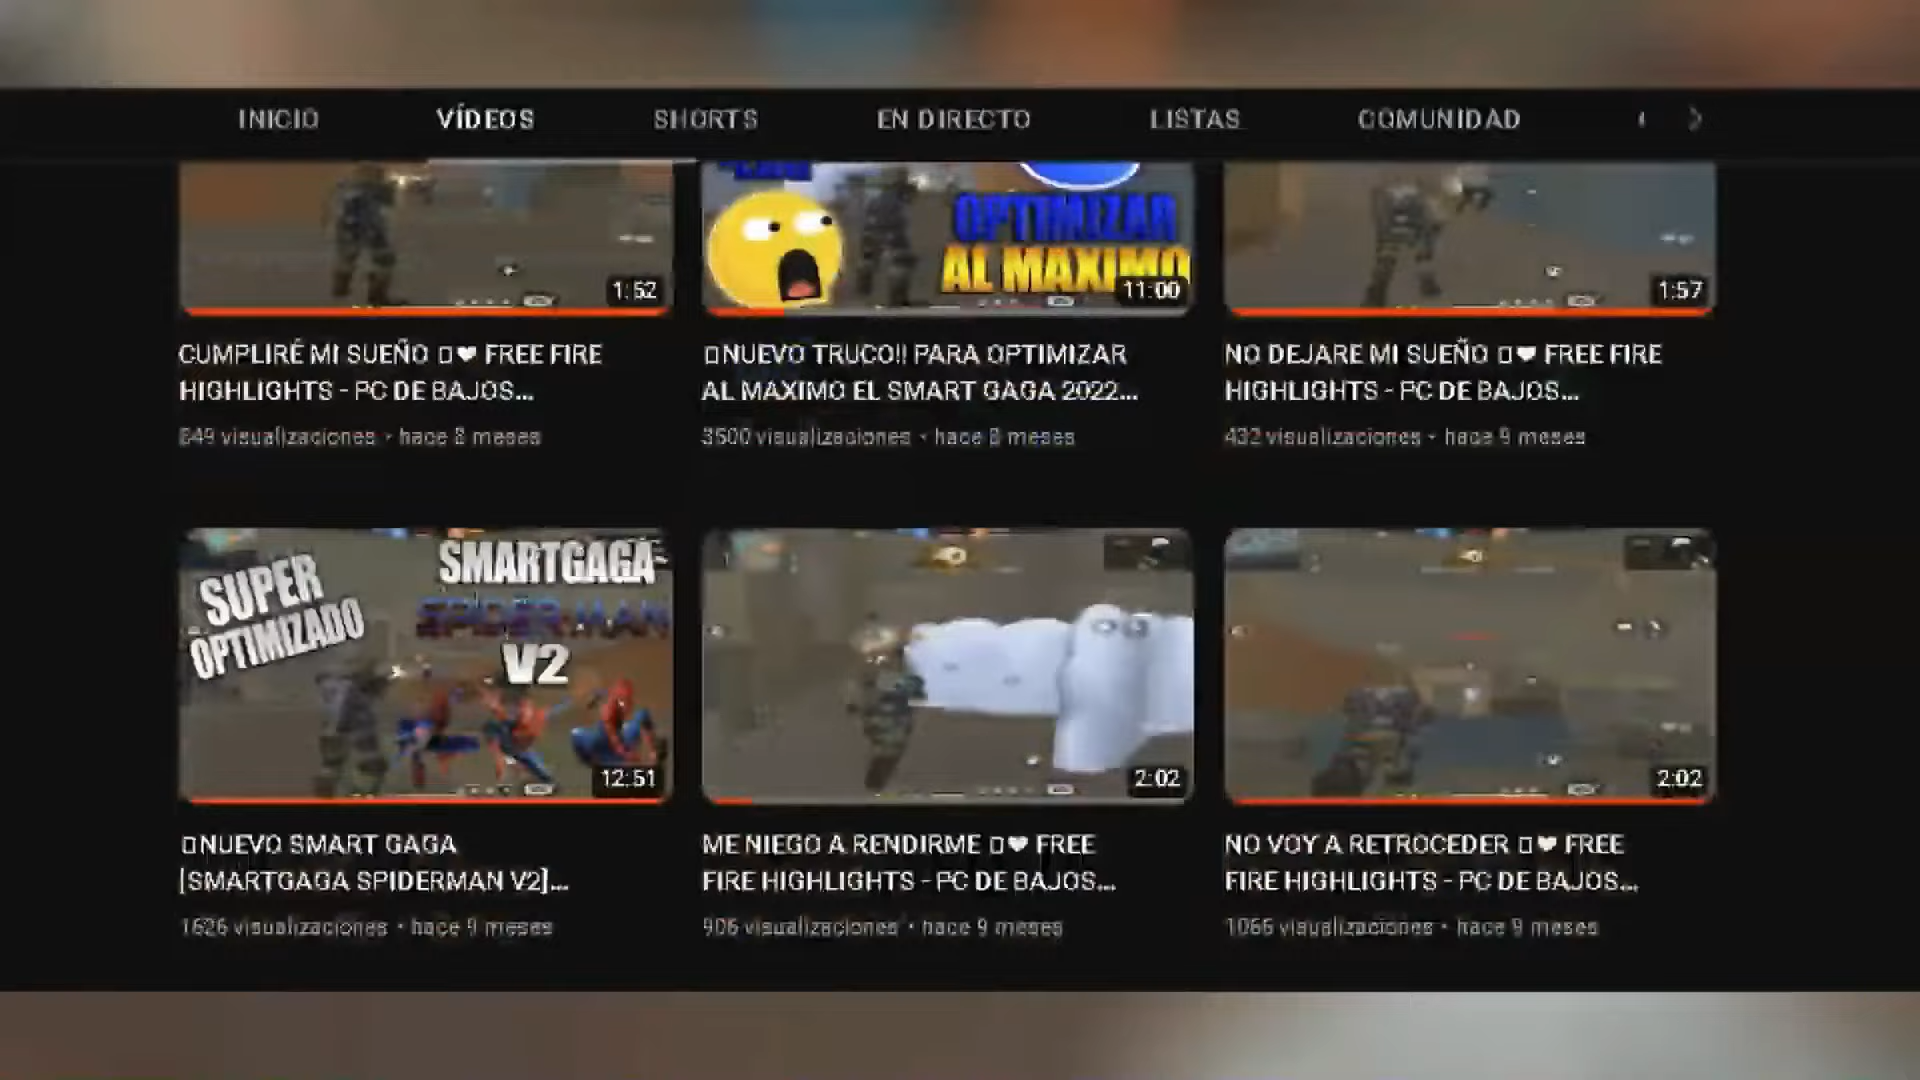 INICIO VÍDEOS SHORTS EN DIRECTO LISTAS COMUNIDAD
OPTIMIZAR
AL MAXIMO
1:52 11:00 1:57
CUMPLIRÉ MI SUEÑO ▯❤ FREE FIRE
HIGHLIGHTS - PC DE BAJOS...
▯NUEVO TRUCO!! PARA OPTIMIZAR
AL MAXIMO EL SMART GAGA 2022...
NO DEJARE MI SUEÑO ▯❤ FREE FIRE
HIGHLIGHTS - PC DE BAJOS...
visualizaciones • hace 8 meses
3500 visualizaciones • hace 8 meses
432 visualizaciones • hace 9 meses
SUPER
OPTIMIZADO
SMARTGAGA
SPIDER-MAN
V2
12:51
2:02
2:02
▯NUEVO SMART GAGA
[SMARTGAGA SPIDERMAN V2]...
ME NIEGO A RENDIRME ▯❤ FREE
FIRE HIGHLIGHTS - PC DE BAJOS...
NO VOY A RETROCEDER ▯❤ FREE
FIRE HIGHLIGHTS - PC DE BAJOS...
1626 visualizaciones • hace 9 meses
906 visualizaciones • hace 9 meses
1066 visualizaciones • hace 9 meses